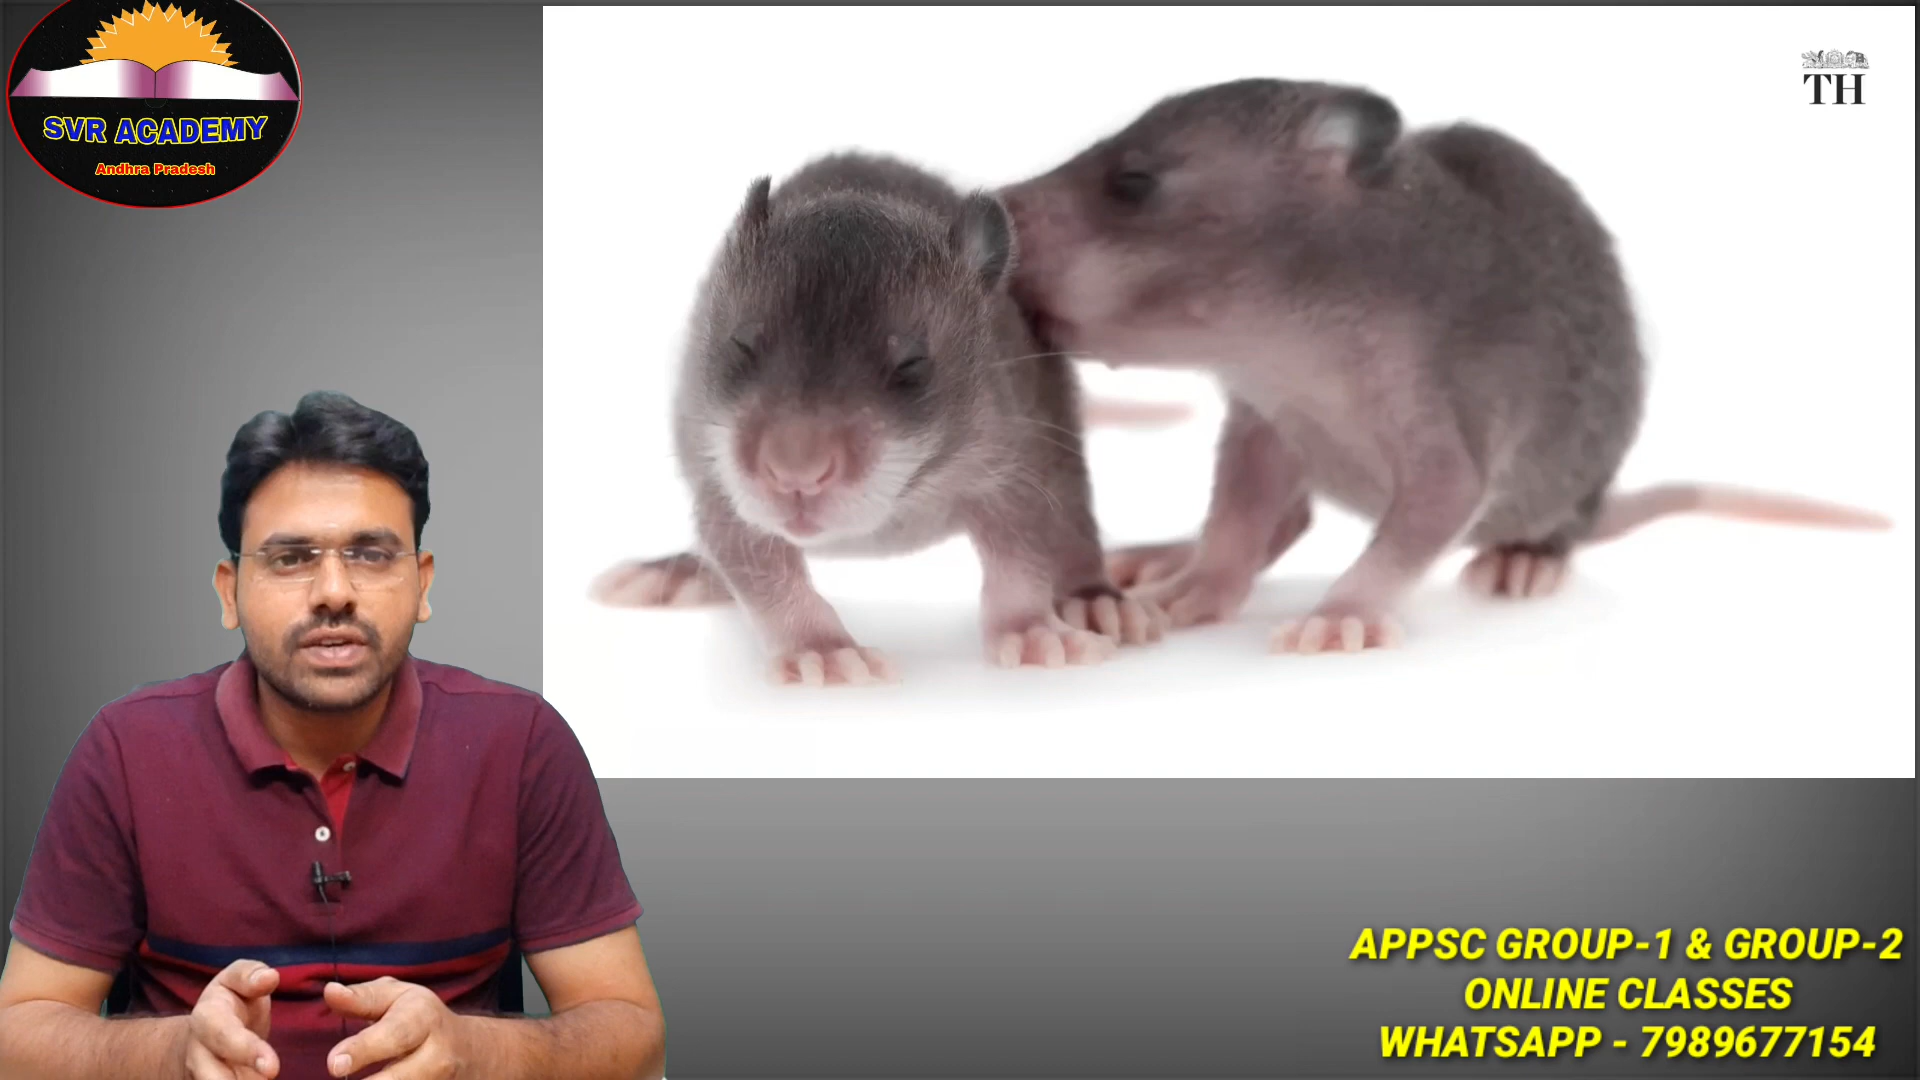 SVR ACADEMY
Andhra Pradesh
TH
APPSC GROUP-1 & GROUP-2
ONLINE CLASSES
WHATSAPP - 7989677154